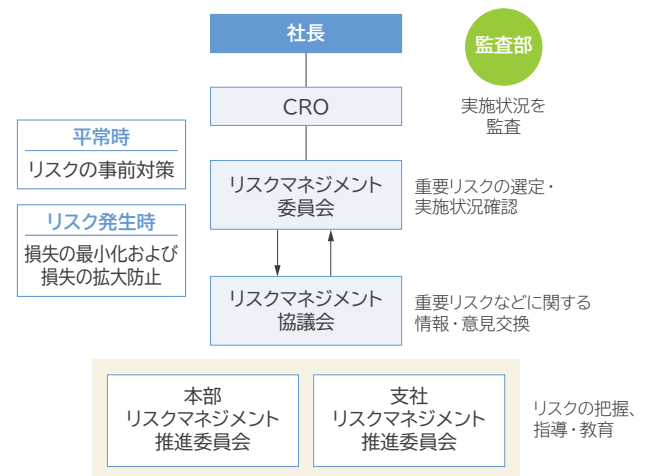 社長
監査部
実施状況を
監査
CRO
平常時
リスクの事前対策
リスクマネジメント
委員会
重要リスクの選定・
実施状況確認
リスク発生時
損失の最小化および
損失の拡大防止
リスクマネジメント
協議会
重要リスクなどに関する
情報・意見交換
本部
リスクマネジメント
推進委員会
支社
リスクマネジメント
推進委員会
リスクの把握、
指導・教育